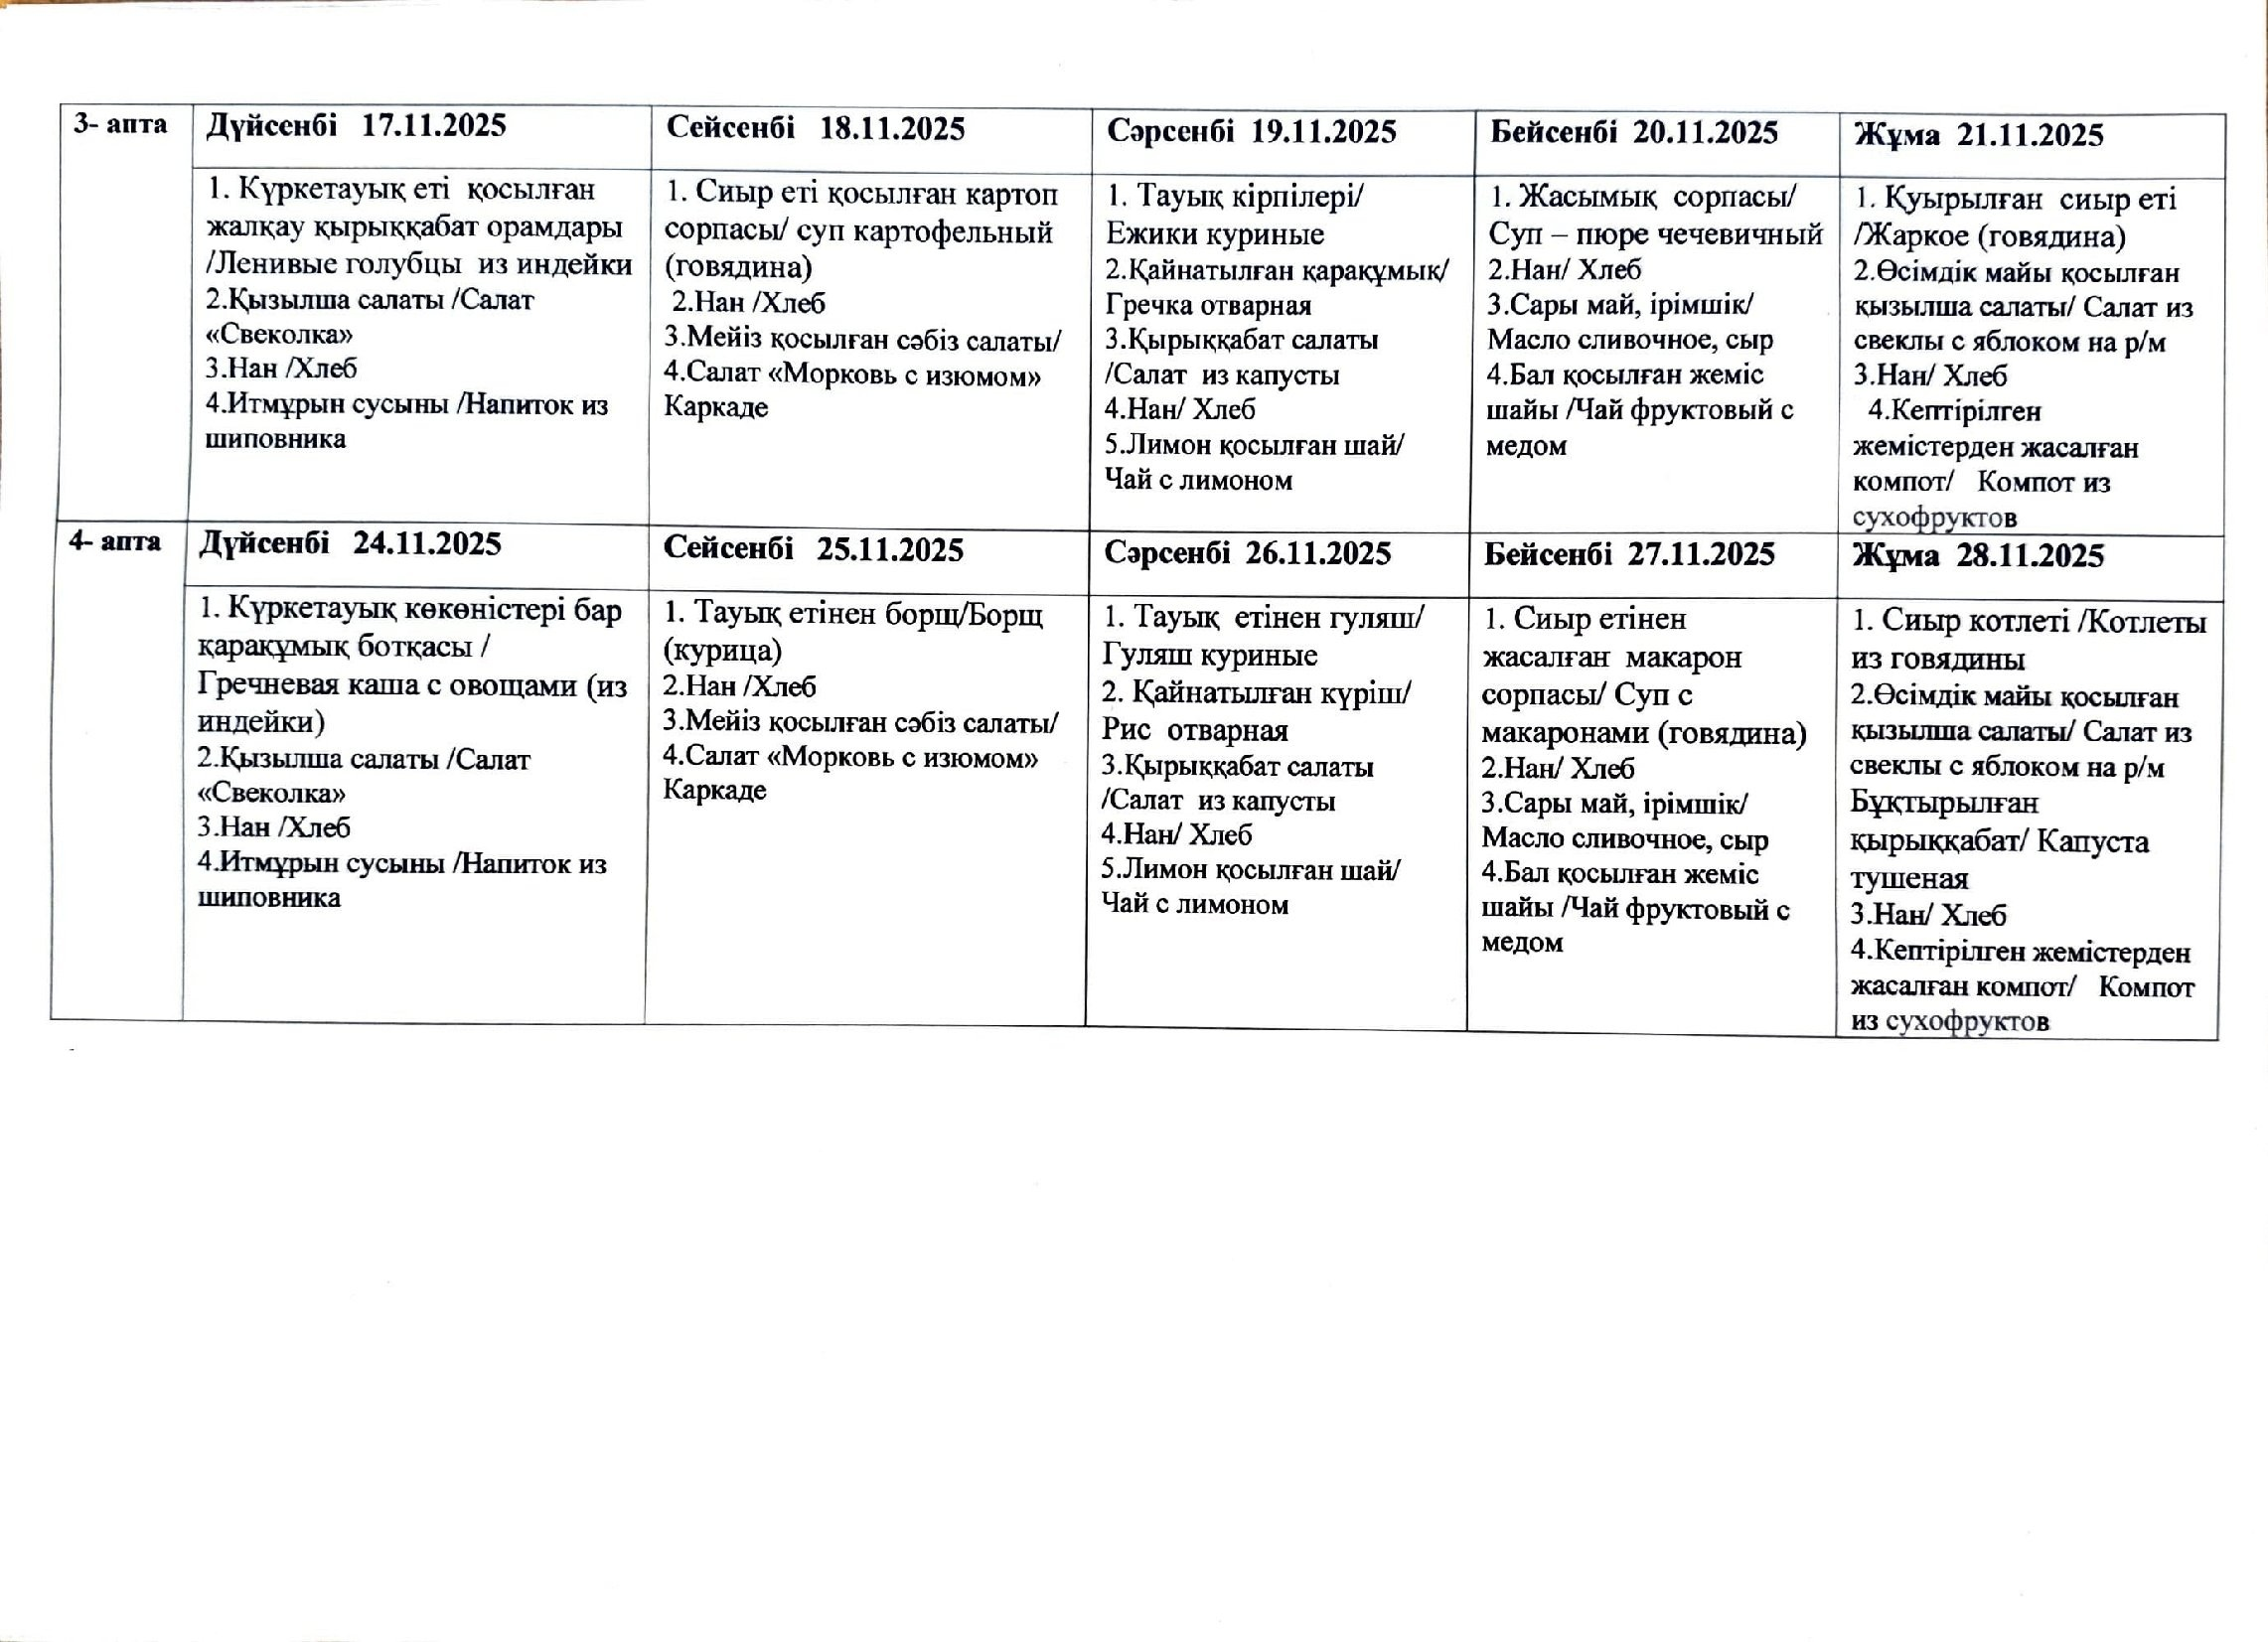 3- апта
Дүйсенбі 17.11.2025
Сейсенбі 18.11.2025
Сәрсенбі 19.11.2025
Бейсенбі 20.11.2025
Жұма 21.11.2025
1. Күркетауық еті қосылған
жалқау қырыққабат орамдары
/Ленивые голубцы из индейки
2.Қызылша салаты /Салат
«Свеколка»
3.Нан /Хлеб
4.Итмұрын сусыны /Напиток из
шиповника
1. Сиыр еті қосылған картоп
сорпасы/ суп картофельный
(говядина)
2.Нан /Хлеб
3.Мейіз қосылған сәбіз салаты/
4.Салат «Морковь с изюмом»
Каркаде
1. Тауық кірпілері/
Ежики куриные
2.Қайнатылған қарақұмық/
Гречка отварная
3.Қырыққабат салаты
/Салат из капусты
4.Нан/ Хлеб
5.Лимон қосылған шай/
Чай с лимоном
1. Жасымық сорпасы/
Суп – пюре чечевичный
2.Нан/ Хлеб
3.Сары май, ірімшік/
Масло сливочное, сыр
4.Бал қосылған жеміс
шайы /Чай фруктовый с
медом
1. Қуырылған сиыр еті
/Жаркое (говядина)
2.Өсімдік майы қосылған
қызылша салаты/ Салат из
свеклы с яблоком на р/м
3.Нан/ Хлеб
4.Кептірілген
жемістерден жасалған
компот/ Компот из
сухофруктов
4- апта
Дүйсенбі 24.11.2025
Сейсенбі 25.11.2025
Сәрсенбі 26.11.2025
Бейсенбі 27.11.2025
Жұма 28.11.2025
1. Күркетауық көкөністері бар
қарақұмық ботқасы /
Гречневая каша с овощами (из
индейки)
2.Қызылша салаты /Салат
«Свеколка»
3.Нан /Хлеб
4.Итмұрын сусыны /Напиток из
шиповника
1. Тауық етінен борщ/Борщ
(курица)
2.Нан /Хлеб
3.Мейіз қосылған сәбіз салаты/
4.Салат «Морковь с изюмом»
Каркаде
1. Тауық етінен гуляш/
Гуляш куриные
2. Қайнатылған күріш/
Рис отварная
3.Қырыққабат салаты
/Салат из капусты
4.Нан/ Хлеб
5.Лимон қосылған шай/
Чай с лимоном
1. Сиыр етінен
жасалған макарон
сорпасы/ Суп с
макаронами (говядина)
2.Нан/ Хлеб
3.Сары май, ірімшік/
Масло сливочное, сыр
4.Бал қосылған жеміс
шайы /Чай фруктовый с
медом
1. Сиыр котлеті /Котлеты
из говядины
2.Өсімдік майы қосылған
қызылша салаты/ Салат из
свеклы с яблоком на р/м
Бұқтырылған
қырыққабат/ Капуста
тушеная
3.Нан/ Хлеб
4.Кептірілген жемістерден
жасалған компот/ Компот
из сухофруктов